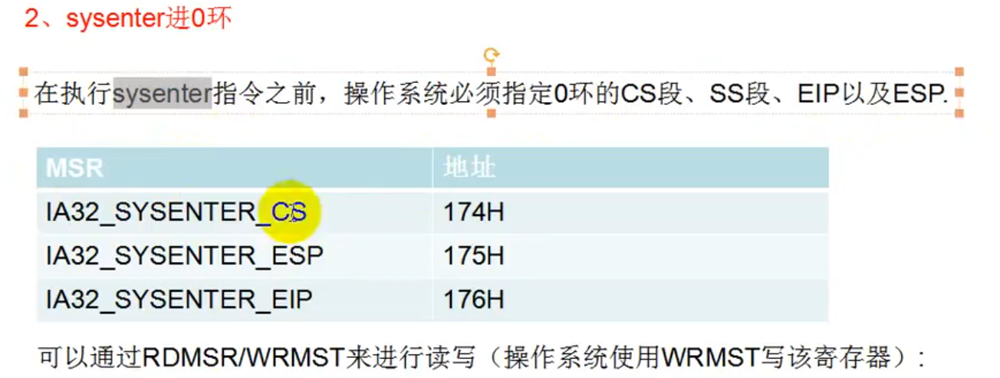 2、sysenter进0环
在执行sysenter指令之前，操作系统必须指定0环的CS段、SS段、EIP以及ESP.
MSR 地址
IA32_SYSENTER_CS 174H
IA32_SYSENTER_ESP 175H
IA32_SYSENTER_EIP 176H
可以通过RDMSR/WRMST来进行读写（操作系统使用WRMST写该寄存器）: